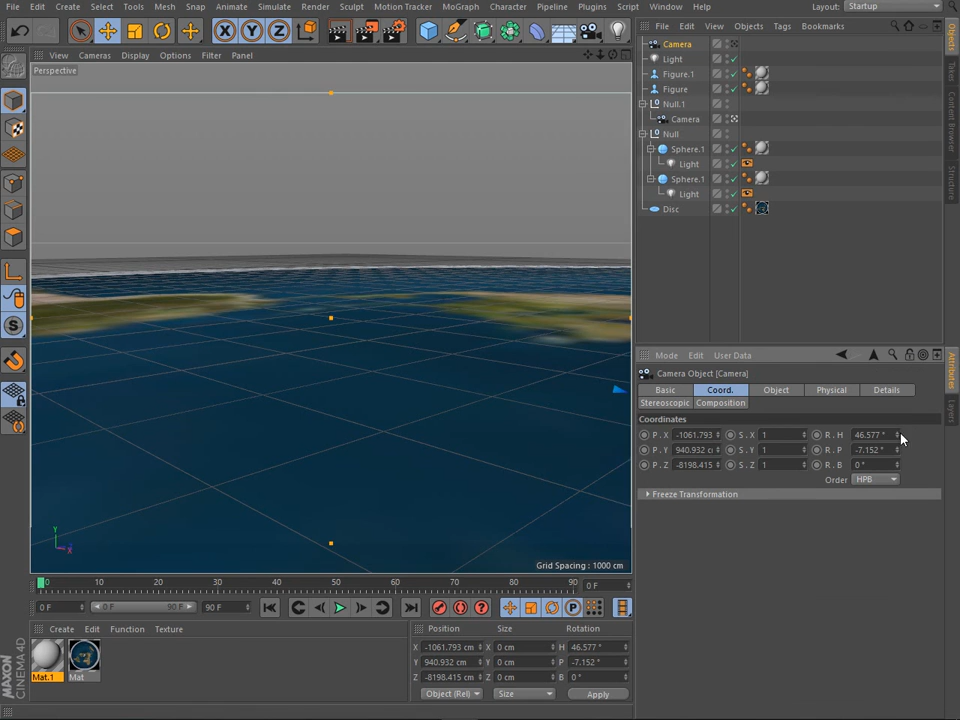 File Edit Create Select Tools Mesh Snap Animate Simulate Render Sculpt Motion Tracker MoGraph Character Pipeline Plugins Script Window Help Layout: Startup
X Y Z
File Edit View Objects Tags Bookmarks
View Cameras Display Options Filter Panel
Perspective
Camera
Light
Figure.1
Figure
Null.1
Camera
Null
Sphere.1
Light
Sphere.1
Light
Disc
Objects
Takes
Content Browser
Structure
Mode Edit User Data
Camera Object [Camera]
Basic Coord. Object Physical Details
Stereoscopic Composition
Coordinates
P . X -1061.793 S . X 1 R . H 46.577 °
P . Y 940.932 S . Y 1 R . P -7.152 °
P . Z -8198.415 S . Z 1 R . B 0 °
Order HPB
Freeze Transformation
Attributes
Layers
Y
X
Grid Spacing : 1000 cm
0 10 20 30 40 50 60 70 80 90 0 F
0 F 0 F 90 F 90 F
Create Edit Function Texture
Mat.1 Mat
Position Size Rotation
X -1061.793 cm X 0 cm H 46.577 °
Y 940.932 cm Y 0 cm P -7.152 °
Z -8198.415 cm Z 0 cm B 0 °
Object (Rel) Size Apply
MAXON
CINEMA 4D